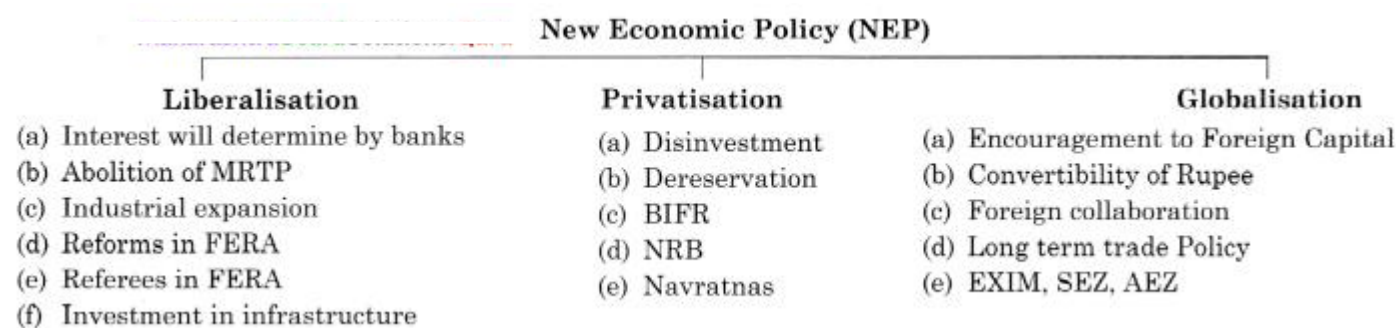 New Economic Policy (NEP)
Liberalisation
(a) Interest will determine by banks
(b) Abolition of MRTP
(c) Industrial expansion
(d) Reforms in FERA
(e) Referees in FERA
(f) Investment in infrastructure
Privatisation
(a) Disinvestment
(b) Dereservation
(c) BIFR
(d) NRB
(e) Navratnas
Globalisation
(a) Encouragement to Foreign Capital
(b) Convertibility of Rupee
(c) Foreign collaboration
(d) Long term trade Policy
(e) EXIM, SEZ, AEZ